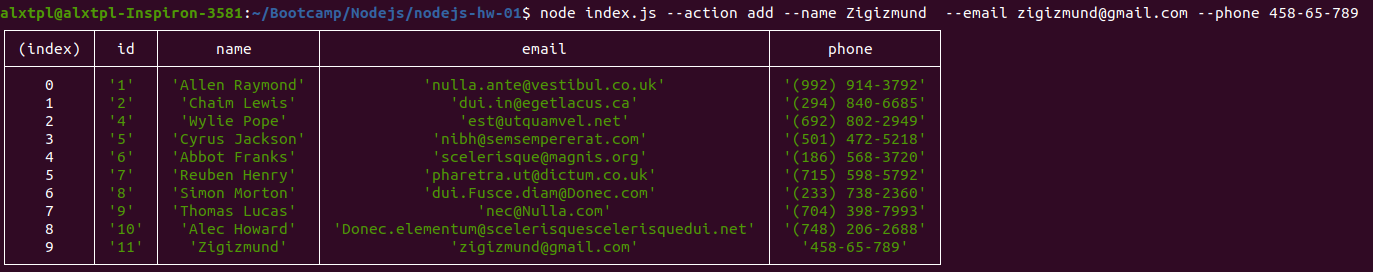 alxtpl@alxtpl-Inspiron-3581:~/Bootcamp/Nodejs/nodejs-hw-01$ node index.js --action add --name Zigizmund  --email zigizmund@gmail.com --phone 458-65-789
(index) id name email phone
0 '1' 'Allen Raymond' 'nulla.ante@vestibul.co.uk' '(992) 914-3792'
1 '2' 'Chaim Lewis' 'dui.in@egetlacus.ca' '(294) 840-6685'
2 '4' 'Wylie Pope' 'est@utquamvel.net' '(692) 802-2949'
3 '5' 'Cyrus Jackson' 'nibh@semsempererat.com' '(501) 472-5218'
4 '6' 'Abbot Franks' 'scelerisque@magnis.org' '(186) 568-3720'
5 '7' 'Reuben Henry' 'pharetra.ut@dictum.co.uk' '(715) 598-5792'
6 '8' 'Simon Morton' 'dui.Fusce.diam@Donec.com' '(233) 738-2360'
7 '9' 'Thomas Lucas' 'nec@Nulla.com' '(704) 398-7993'
8 '10' 'Alec Howard' 'Donec.elementum@scelerisquescelerisquedui.net' '(748) 206-2688'
9 '11' 'Zigizmund' 'zigizmund@gmail.com' '458-65-789'